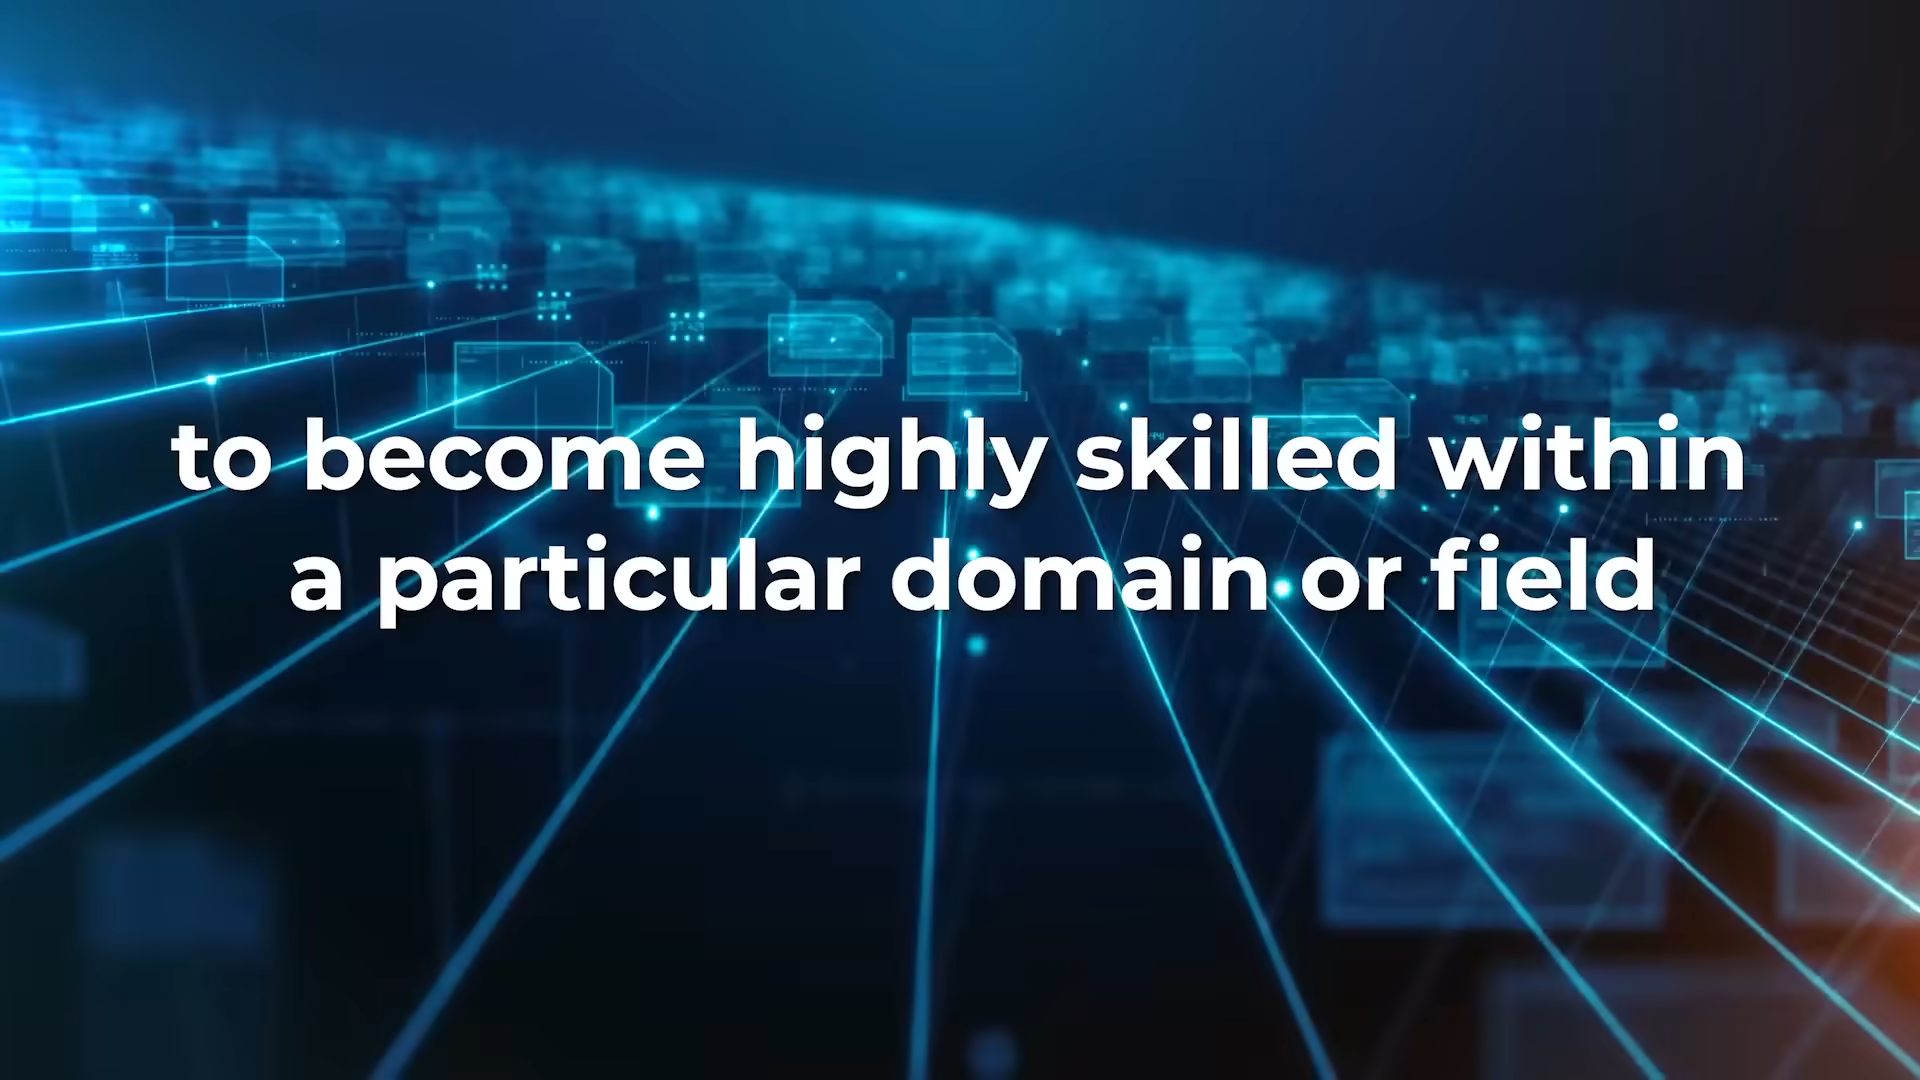 to become highly skilled within
a particular domain or field